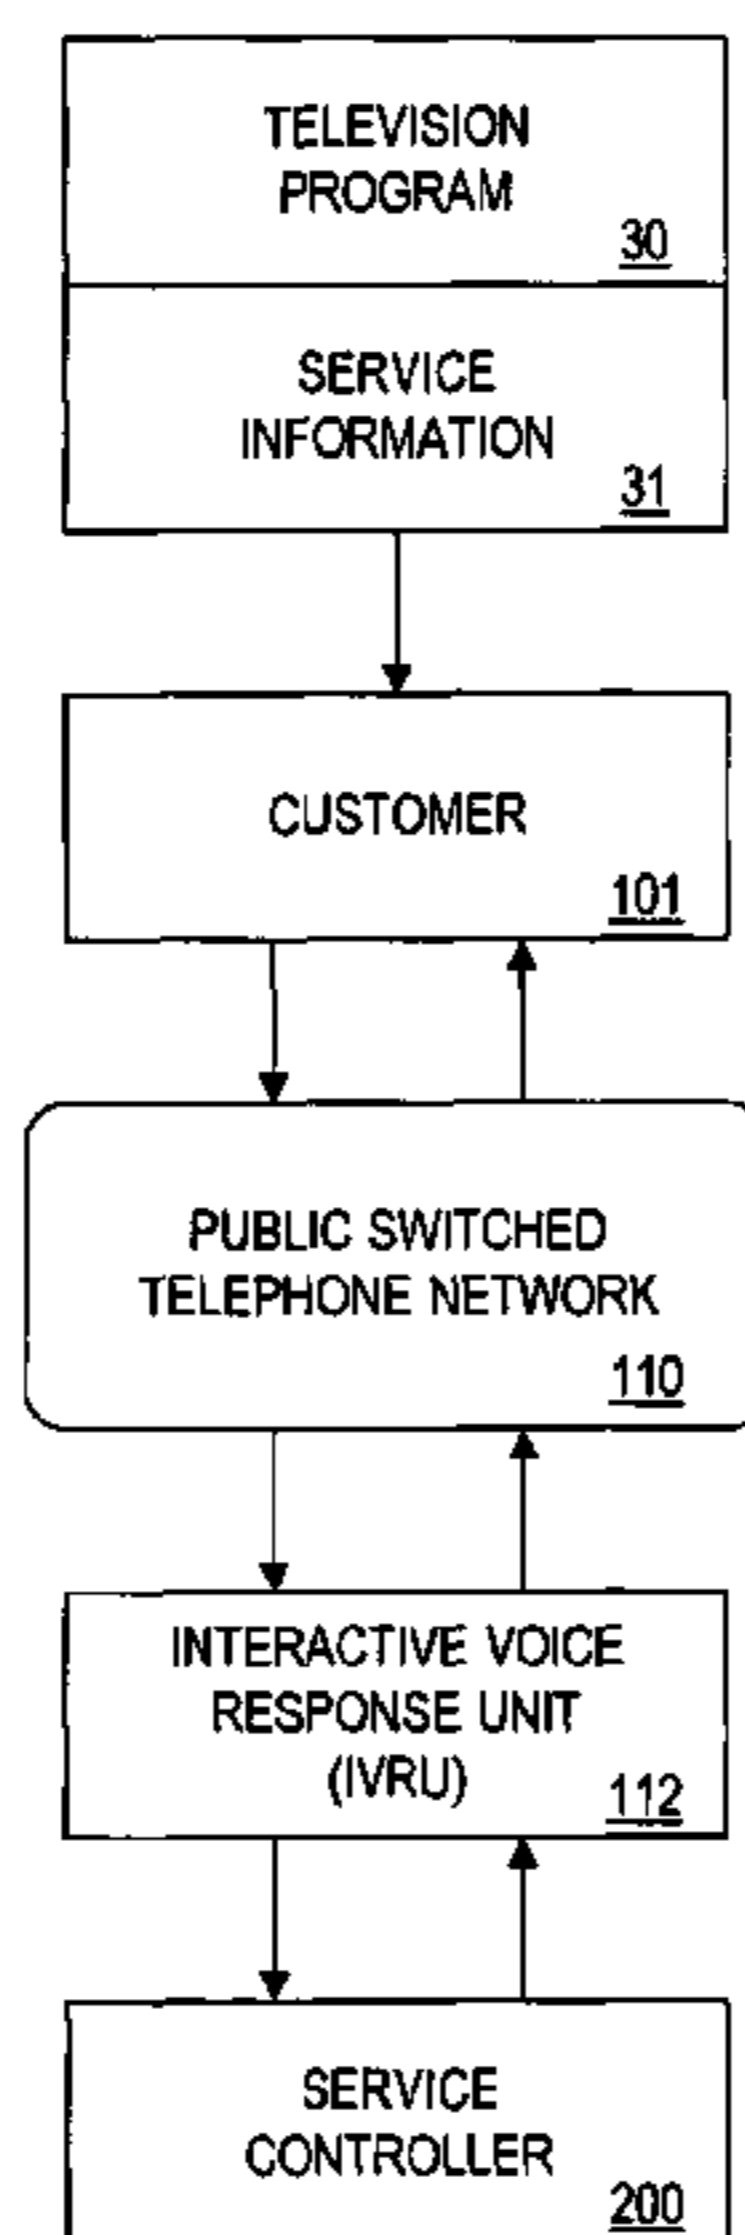 TELEVISION
PROGRAM
30
SERVICE
INFORMATION
31
CUSTOMER
101
PUBLIC SWITCHED
TELEPHONE NETWORK
110
INTERACTIVE VOICE
RESPONSE UNIT
(IVRU)
112
SERVICE
CONTROLLER
200